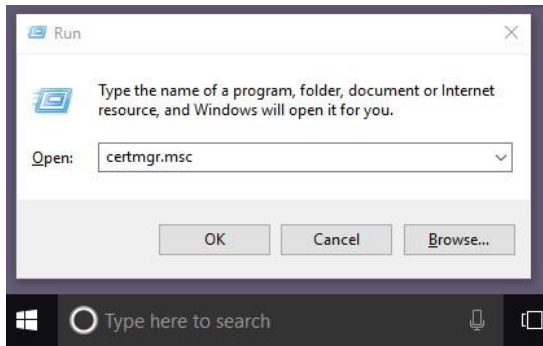 Run
Type the name of a program, folder, document or Internet
resource, and Windows will open it for you.
Open: certmgr.msc
OK Cancel Browse...
Type here to search